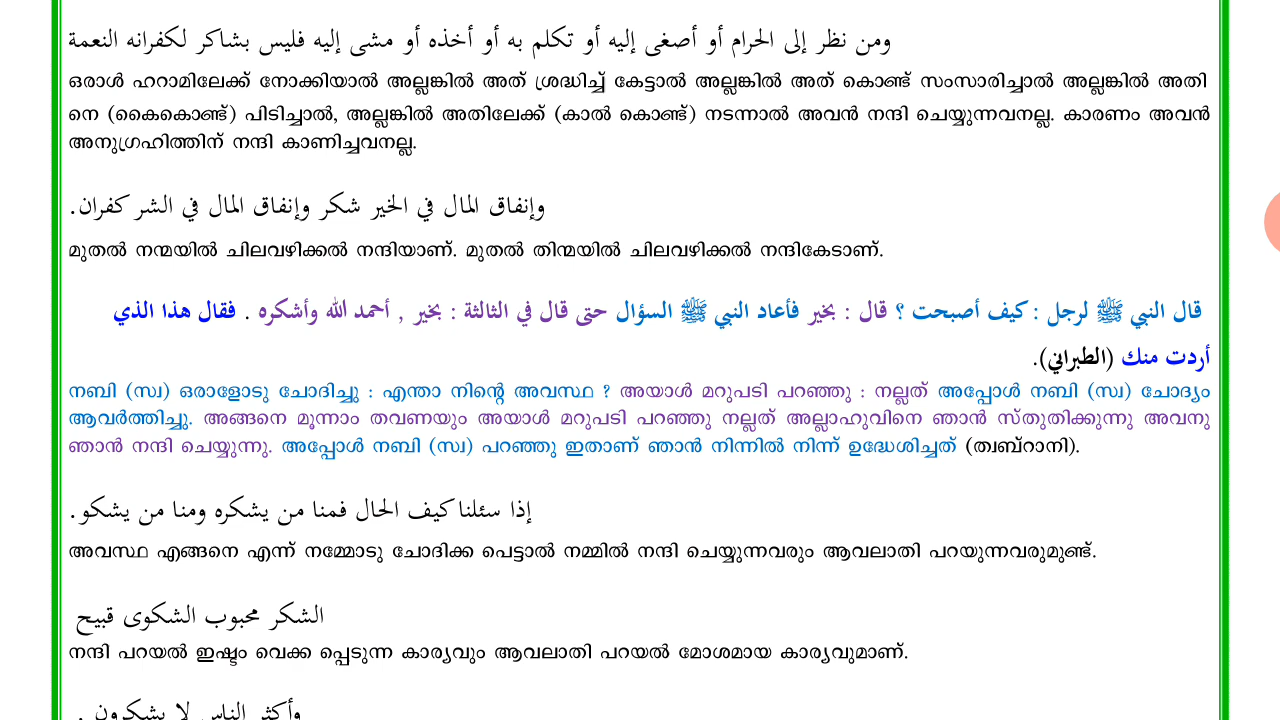 ومن نظر إلى الحرام أو أصغى إليه أو تكلم به أو أخذه أو مشى إليه فليس بشاكر لكفرانه النعمة
ഒരാൾ ഹറാമിലേക്ക് നോക്കിയാൽ അല്ലങ്കിൽ അത് ശ്രദ്ധിച്ച് കേട്ടാൽ അല്ലങ്കിൽ അത് കൊണ്ട് സംസാരിച്ചാൽ അല്ലങ്കിൽ അതി
നെ (കൈകൊണ്ട്) പിടിച്ചാൽ, അല്ലങ്കിൽ അതിലേക്ക് (കാൽ കൊണ്ട്) നടന്നാൽ അവൻ നന്ദി ചെയ്യുന്നവനല്ല. കാരണം അവൻ
അനുഗ്രഹിത്തിന് നന്ദി കാണിച്ചവനല്ല.
وإنفاق المال في الخير شكر وإنفاق المال في الشر كفران.
മുതൽ നന്മയിൽ ചിലവഴിക്കൽ നന്ദിയാണ്. മുതൽ തിന്മയിൽ ചിലവഴിക്കൽ നന്ദികേടാണ്.
قال النبي ﷺ لرجل : كيف أصبحت ؟ قال : بخير فأعاد النبي ﷺ السؤال حتى قال في الثالثة : بخير , أحمد الله وأشكره . فقال هذا الذي
أردت منك (الطبراني).
നബി (സ്വ) ഒരാളോടു ചോദിച്ചു : എന്താ നിന്റെ അവസ്ഥ ? അയാൾ മറുപടി പറഞ്ഞു : നല്ലത് അപ്പോൾ നബി (സ്വ) ചോദ്യം
ആവർത്തിച്ചു. അങ്ങനെ മൂന്നാം തവണയും അയാൾ മറുപടി പറഞ്ഞു നല്ലത് അല്ലാഹുവിനെ ഞാൻ സ്തുതിക്കുന്നു അവനു
ഞാൻ നന്ദി ചെയ്യുന്നു. അപ്പോൾ നബി (സ്വ) പറഞ്ഞു ഇതാണ് ഞാൻ നിന്നിൽ നിന്ന് ഉദ്ധേശിച്ചത് (ത്വബ്റാനി).
إذا سئلنا كيف الحال فمنا من يشكره ومنا من يشكو.
അവസ്ഥ എങ്ങനെ എന്ന് നമ്മോടു ചോദിക്ക പെട്ടാൽ നമ്മിൽ നന്ദി ചെയ്യുന്നവരും ആവലാതി പറയുന്നവരുമുണ്ട്.
الشكر محبوب الشكوى قبيح
നന്ദി പറയൽ ഇഷ്ടം വെക്ക പ്പെടുന്ന കാര്യവും ആവലാതി പറയൽ മോശമായ കാര്യവുമാണ്.
وأكثر الناس لا يشكرون .